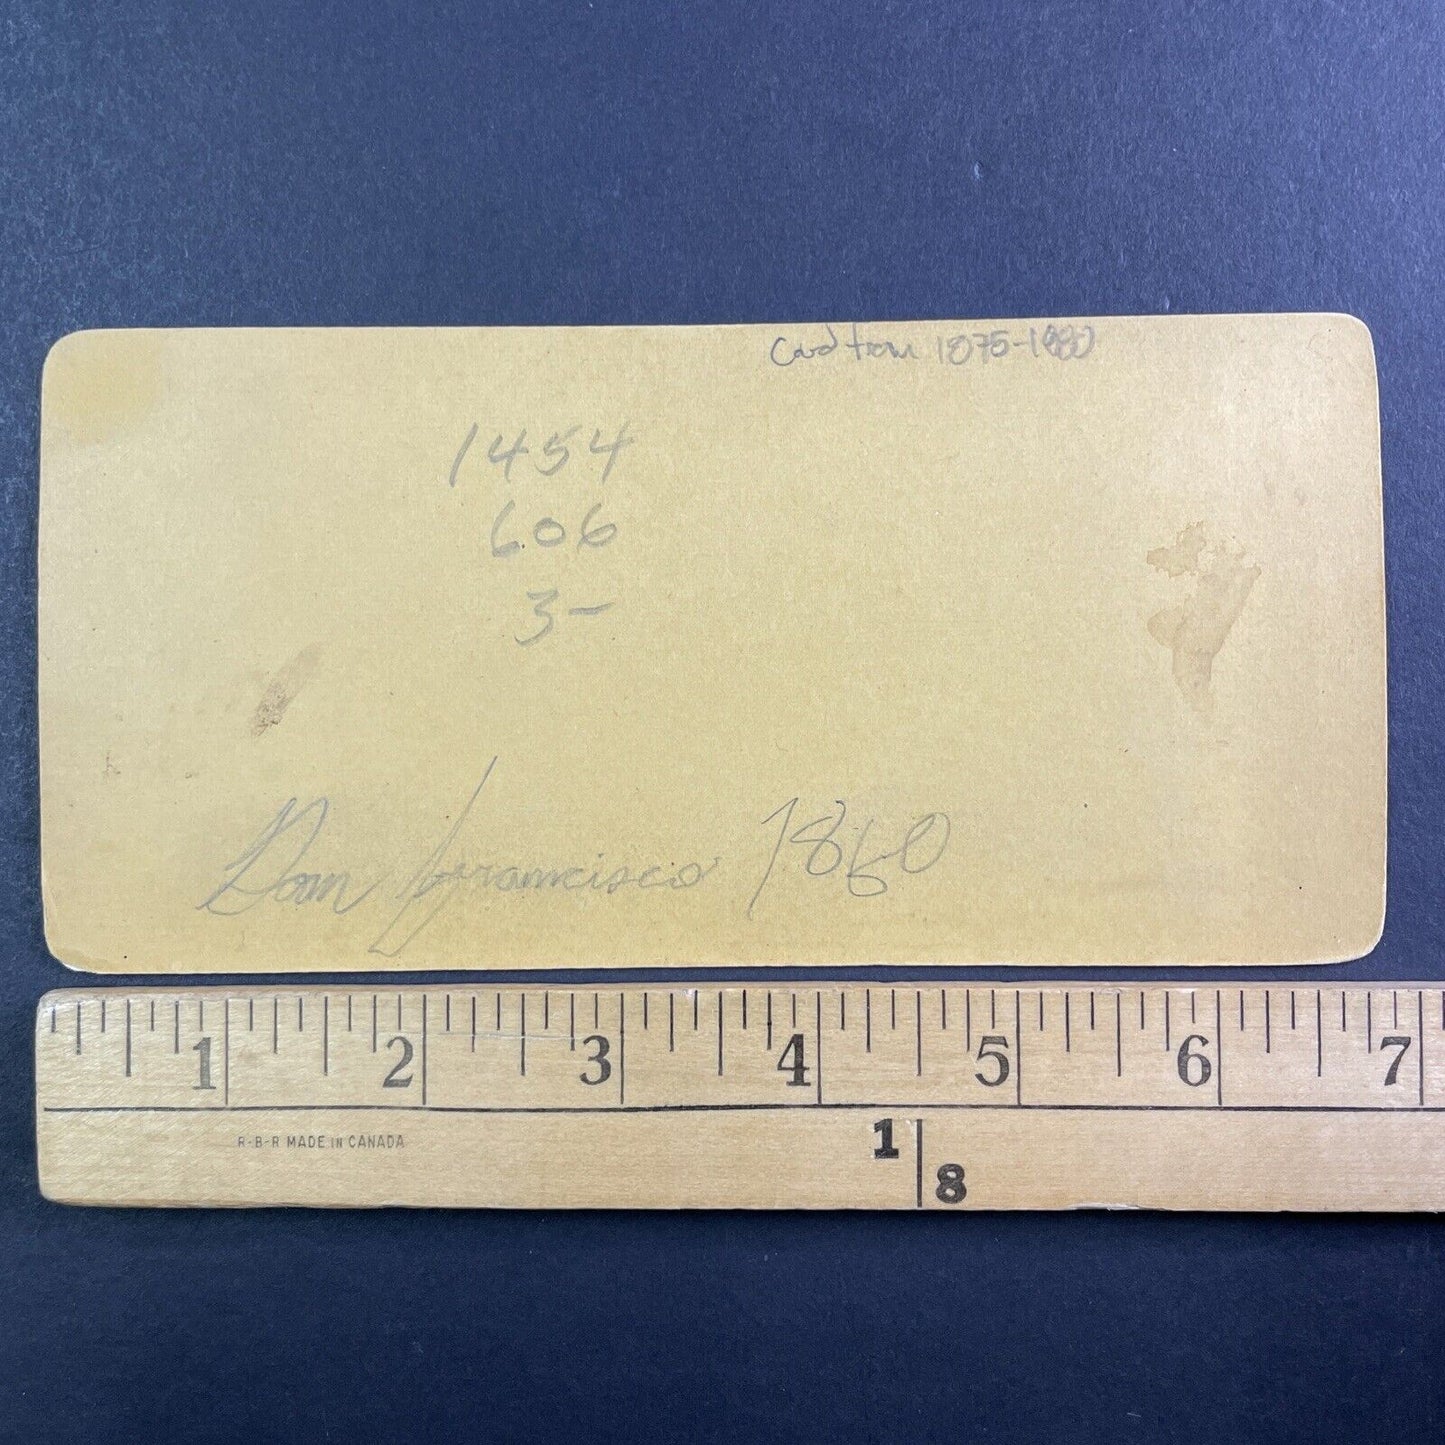 Card from 1875-1880
1454
606
3-
Dom francisco 1860
1 2 3 4 5 6 7
R-B-R MADE IN CANADA
1
8